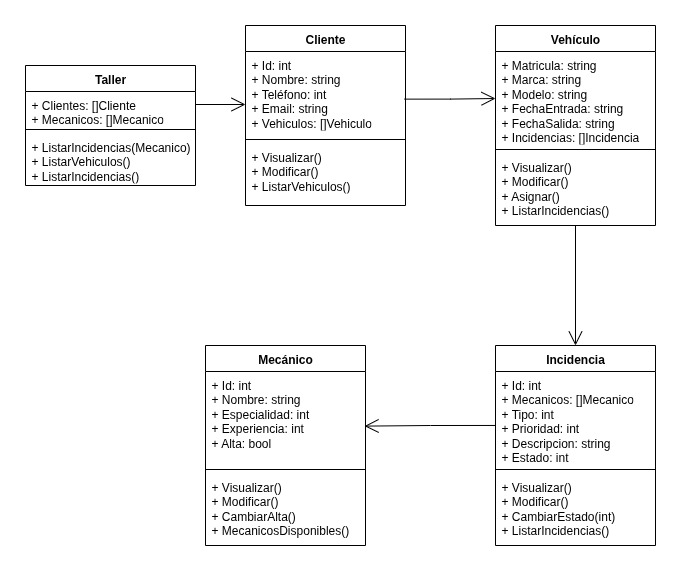 Taller
+ Clientes: []Cliente
+ Mecanicos: []Mecanico
+ ListarIncidencias(Mecanico)
+ ListarVehiculos()
+ ListarIncidencias()
Cliente
+ Id: int
+ Nombre: string
+ Teléfono: int
+ Email: string
+ Vehiculos: []Vehiculo
+ Visualizar()
+ Modificar()
+ ListarVehiculos()
Vehículo
+ Matricula: string
+ Marca: string
+ Modelo: string
+ FechaEntrada: string
+ FechaSalida: string
+ Incidencias: []Incidencia
+ Visualizar()
+ Modificar()
+ Asignar()
+ ListarIncidencias()
Mecánico
+ Id: int
+ Nombre: string
+ Especialidad: int
+ Experiencia: int
+ Alta: bool
+ Visualizar()
+ Modificar()
+ CambiarAlta()
+ MecanicosDisponibles()
Incidencia
+ Id: int
+ Mecanicos: []Mecanico
+ Tipo: int
+ Prioridad: int
+ Descripcion: string
+ Estado: int
+ Visualizar()
+ Modificar()
+ CambiarEstado(int)
+ ListarIncidencias()